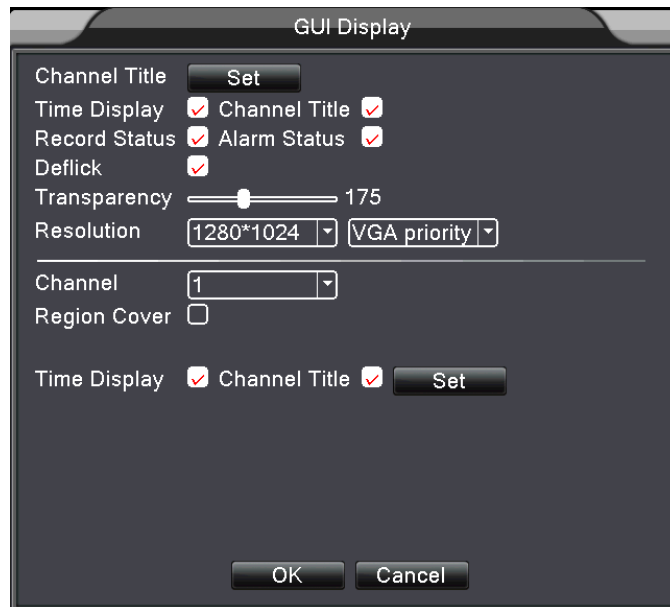 GUI Display
Channel Title Set
Time Display Channel Title
Record Status Alarm Status
Deflick
Transparency 175
Resolution 1280*1024 VGA priority
Channel 1
Region Cover
Time Display Channel Title Set
OK Cancel